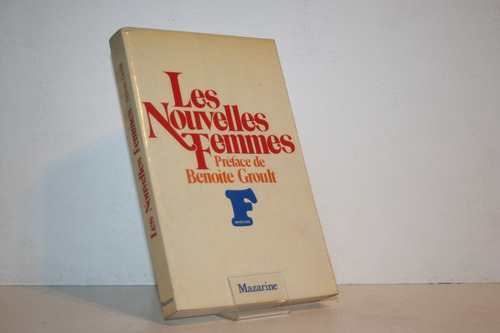 Les
Nouvelles
Femmes
Préface de
Benoîte Groult
F
Mazarine
Les Nouvelles Femmes